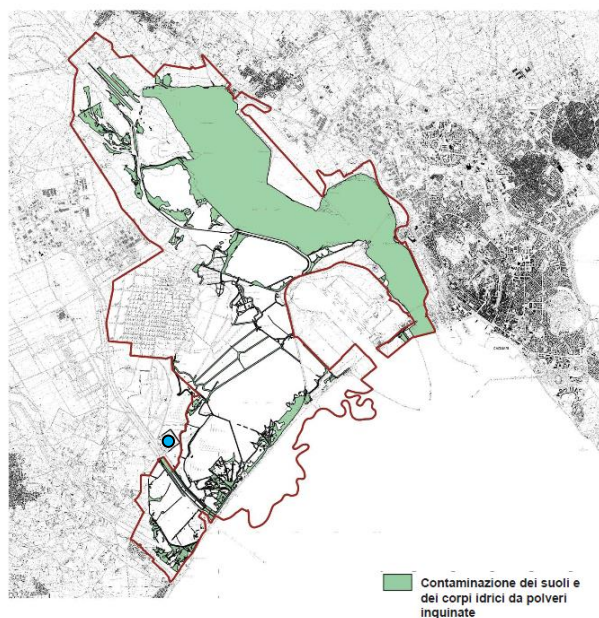 Contaminazione dei suoli e
dei corpi idrici da polveri
inquinate